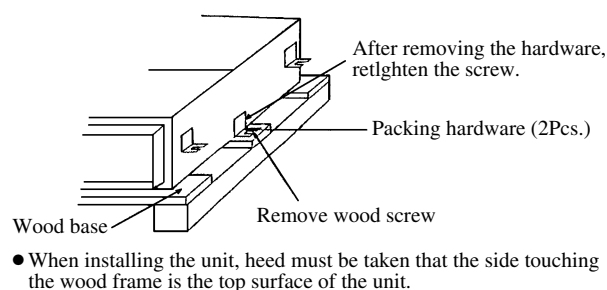 After removing the hardware,
retlghten the screw.
Packing hardware (2Pcs.)
Remove wood screw
Wood base
● When installing the unit, heed must be taken that the side touching
the wood frame is the top surface of the unit.